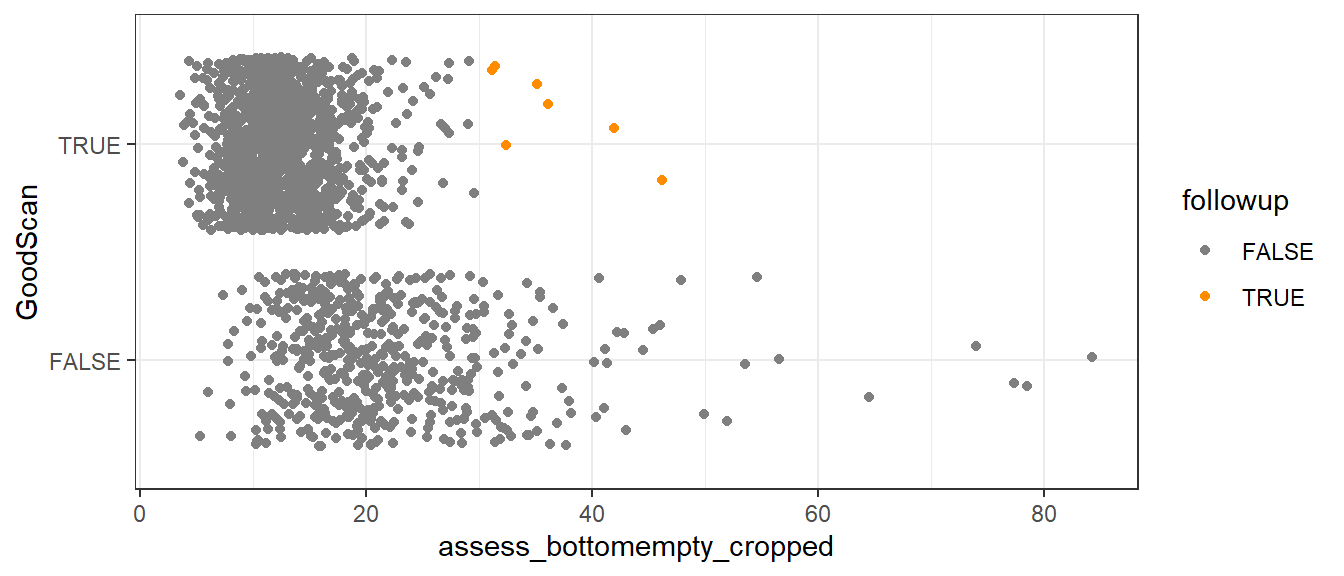 GoodScan
TRUE
FALSE
0 20 40 60 80
assess_bottomempty_cropped
followup
FALSE
TRUE